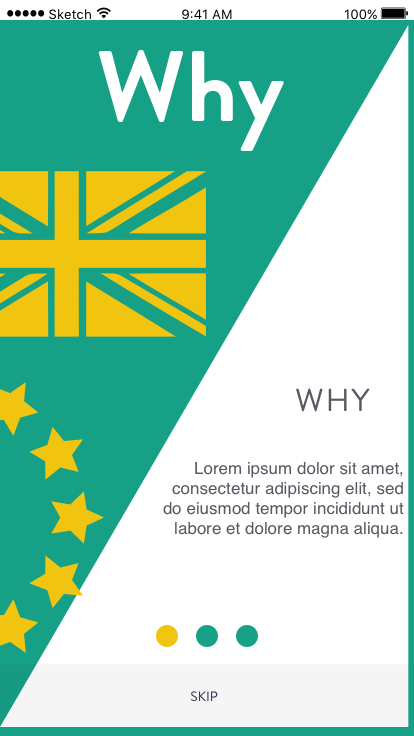 Sketch 9:41 AM 100%
Why
WHY
Lorem ipsum dolor sit amet,
consectetur adipiscing elit, sed
do eiusmod tempor incididunt ut
labore et dolore magna aliqua.
SKIP